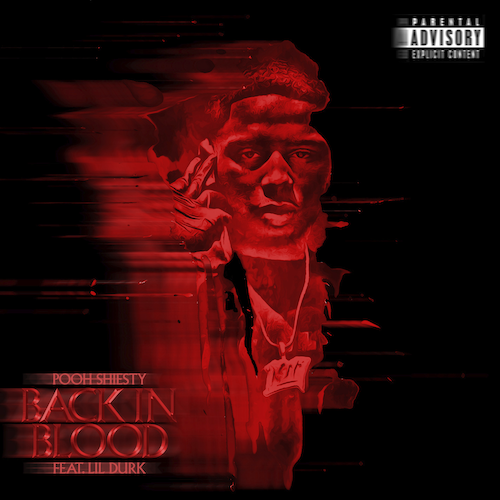 PARENTAL
ADVISORY
EXPLICIT CONTENT
POOH SHIESTY
BACK IN
BLOOD
FEAT. LIL DURK